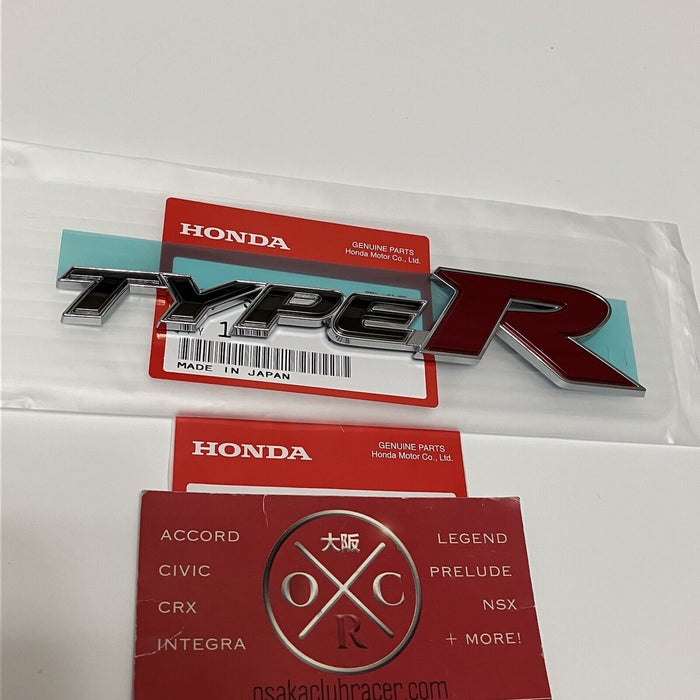 HONDA
GENUINE PARTS
Honda Motor Co., Ltd.
TYPE R
1
MADE IN JAPAN
HONDA
GENUINE PARTS
Honda Motor Co., Ltd.
ACCORD
CIVIC
CRX
INTEGRA
大阪
O C
R
LEGEND
PRELUDE
NSX
+ MORE!
osakaclubracer.com